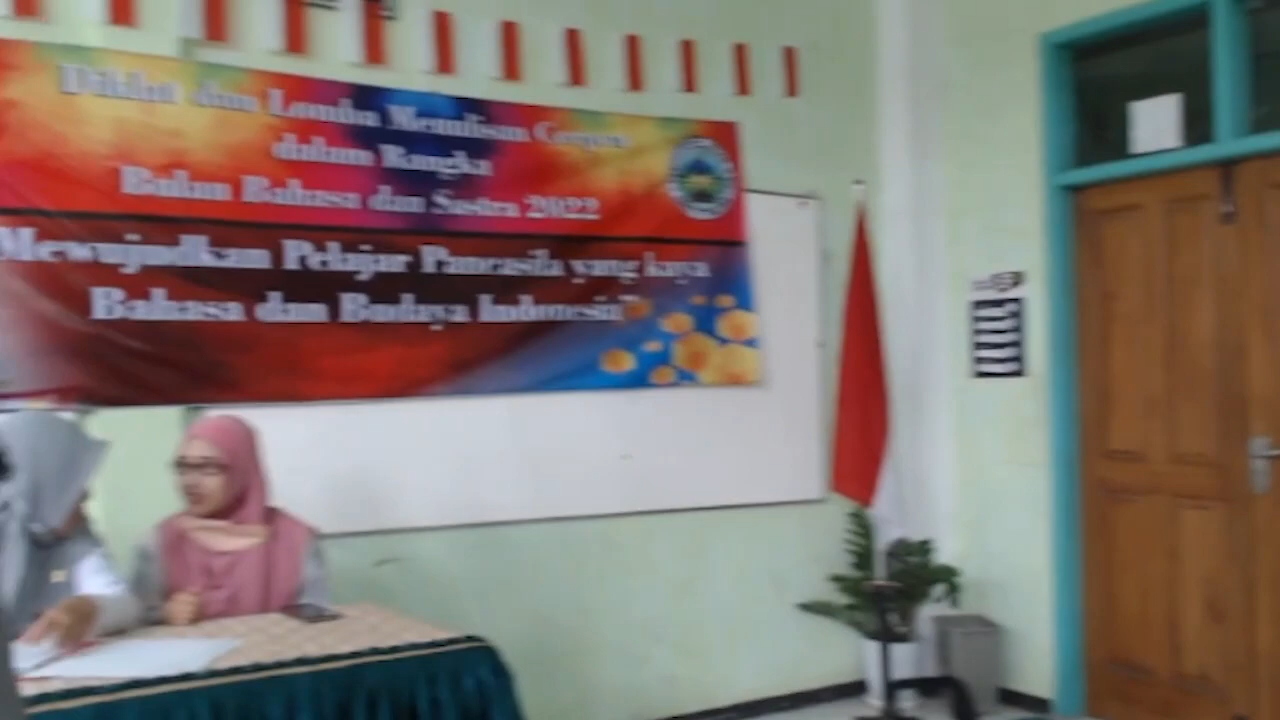 Diklat dan Lomba Menulis Cerpen
dalam Rangka
Bulan Bahasa dan Sastra 2022
Mewujudkan Pelajar Pancasila yang kaya
Bahasa dan Budaya Indonesia"